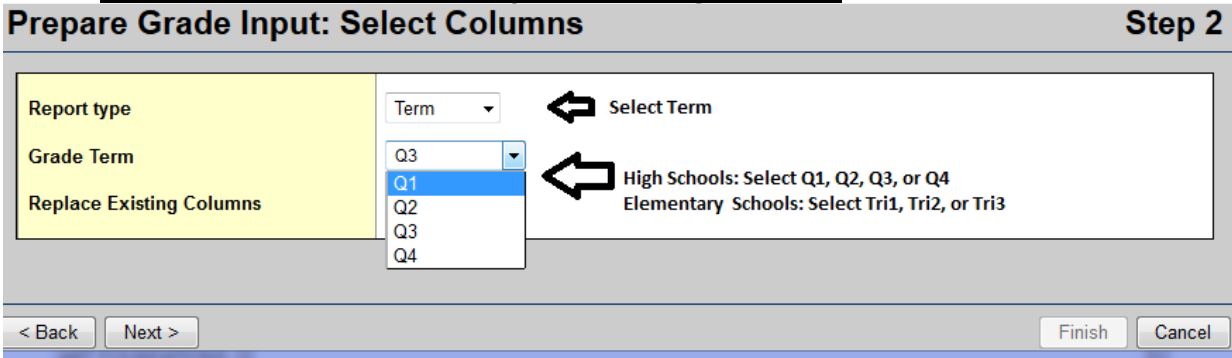 Prepare Grade Input: Select Columns Step 2
Report type Term Select Term
Grade Term Q3
Q1 High Schools: Select Q1, Q2, Q3, or Q4
Replace Existing Columns Q2 Elementary Schools: Select Tri1, Tri2, or Tri3
Q3
Q4
< Back Next > Finish Cancel